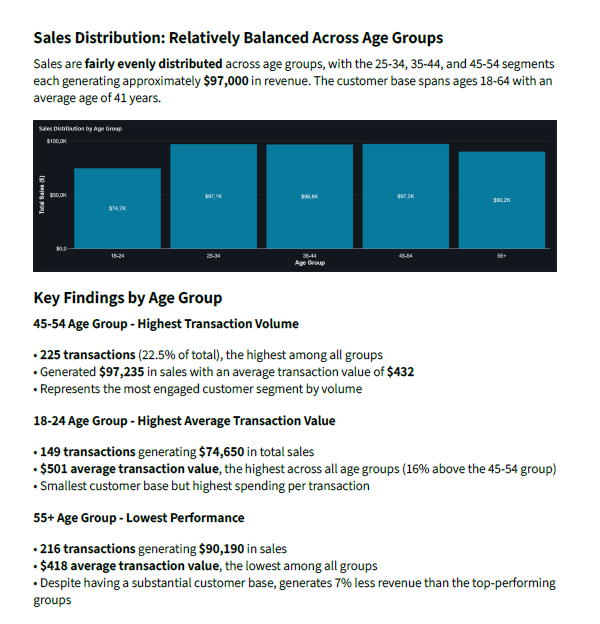 Sales Distribution: Relatively Balanced Across Age Groups
Sales are fairly evenly distributed across age groups, with the 25-34, 35-44, and 45-54 segments
each generating approximately $97,000 in revenue. The customer base spans ages 18-64 with an
average age of 41 years.
Sales Distribution by Age Group
Total Sales ($)
$100,0K
$50,0K
$0,0
$74,7K
$97,1K
$96,8K
$97,2K
$90,2K
18-24
25-34
35-44
45-54
55+
Age Group
Key Findings by Age Group
45-54 Age Group - Highest Transaction Volume
• 225 transactions (22.5% of total), the highest among all groups
• Generated $97,235 in sales with an average transaction value of $432
• Represents the most engaged customer segment by volume
18-24 Age Group - Highest Average Transaction Value
• 149 transactions generating $74,650 in total sales
• $501 average transaction value, the highest across all age groups (16% above the 45-54 group)
• Smallest customer base but highest spending per transaction
55+ Age Group - Lowest Performance
• 216 transactions generating $90,190 in sales
• $418 average transaction value, the lowest among all groups
• Despite having a substantial customer base, generates 7% less revenue than the top-performing
groups